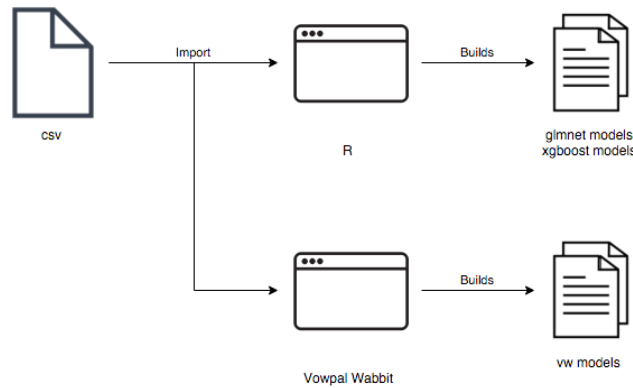 Import
Builds
csv
R
glmnet models
xgboost models
Builds
Vowpal Wabbit
vw models